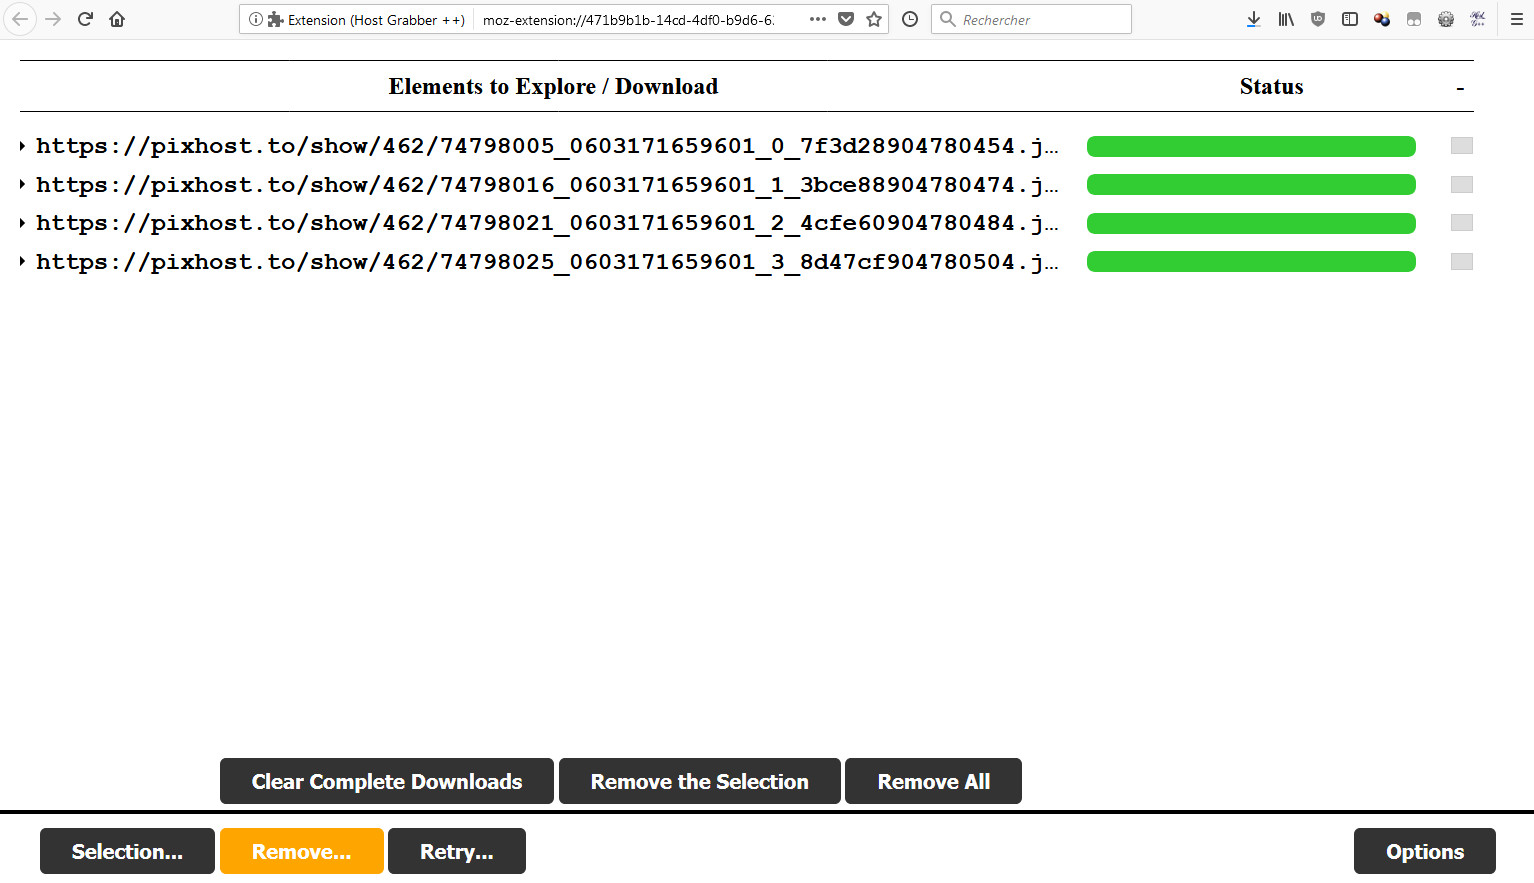 Extension (Host Grabber ++) moz-extension://471b9b1b-14cd-4df0-b9d6-6 Rechercher
Elements to Explore / Download Status -
https://pixhost.to/show/462/74798005_0603171659601_0_7f3d28904780454.j...
https://pixhost.to/show/462/74798016_0603171659601_1_3bce88904780474.j...
https://pixhost.to/show/462/74798021_0603171659601_2_4cfe60904780484.j...
https://pixhost.to/show/462/74798025_0603171659601_3_8d47cf904780504.j...
Clear Complete Downloads Remove the Selection Remove All
Selection... Remove... Retry... Options